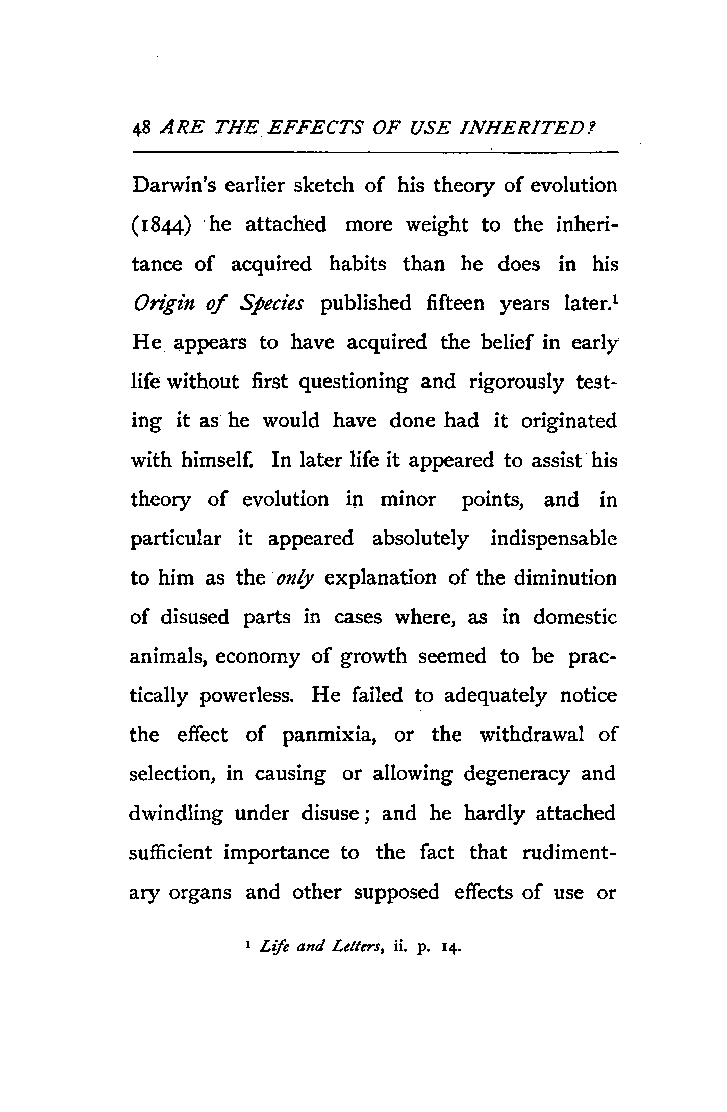 48 ARE THE EFFECTS OF USE INHERITED?
Darwin's earlier sketch of his theory of evolution
(1844) he attached more weight to the inheri-
tance of acquired habits than he does in his
Origin of Species published fifteen years later.¹
He appears to have acquired the belief in early
life without first questioning and rigorously test-
ing it as he would have done had it originated
with himself. In later life it appeared to assist his
theory of evolution in minor points, and in
particular it appeared absolutely indispensable
to him as the only explanation of the diminution
of disused parts in cases where, as in domestic
animals, economy of growth seemed to be prac-
tically powerless. He failed to adequately notice
the effect of panmixia, or the withdrawal of
selection, in causing or allowing degeneracy and
dwindling under disuse; and he hardly attached
sufficient importance to the fact that rudiment-
ary organs and other supposed effects of use or
¹ Life and Letters, ii. p. 14.